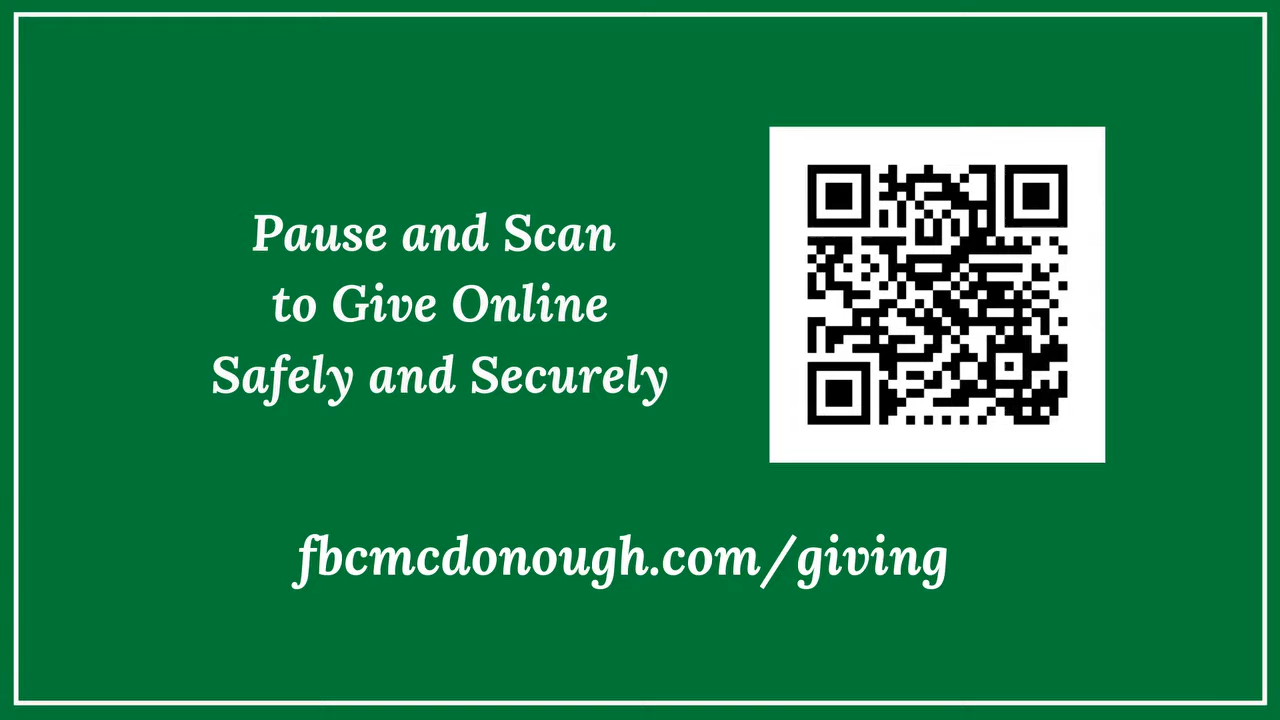 Pause and Scan
to Give Online
Safely and Securely
fbcmcdonough.com/giving